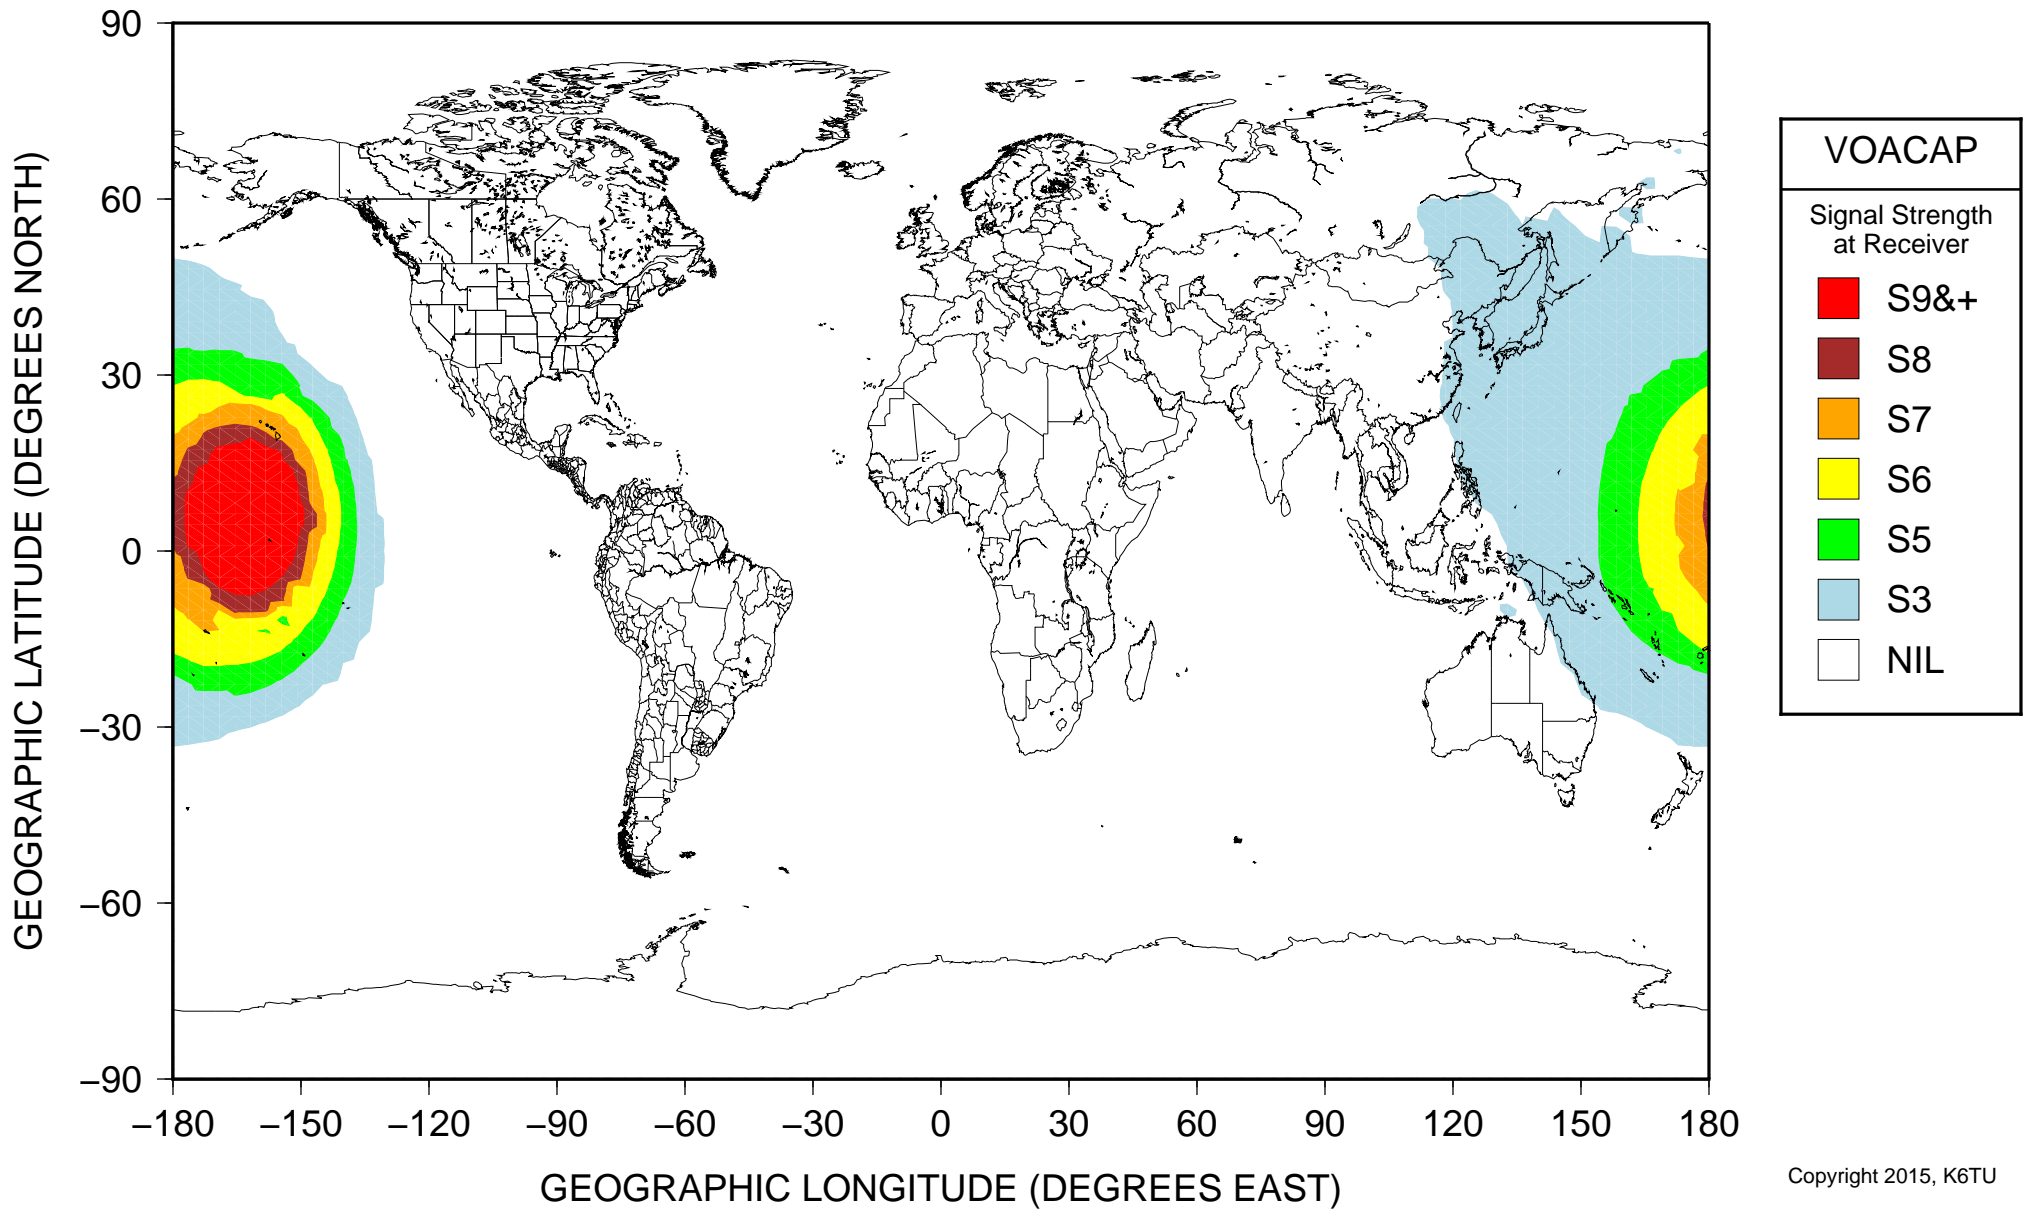 90
60
30
0
−30
−60
−90
GEOGRAPHIC LATITUDE (DEGREES NORTH)
−180 −150 −120 −90 −60 −30 0 30 60 90 120 150 180
GEOGRAPHIC LONGITUDE (DEGREES EAST)
VOACAP
Signal Strength
at Receiver
S9&+
S8
S7
S6
S5
S3
NIL
Copyright 2015, K6TU